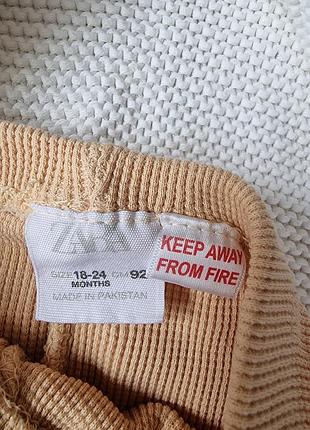 ZARA
SIZE 18-24 CM 92
MONTHS
MADE IN PAKISTAN
KEEP AWAY
FROM FIRE